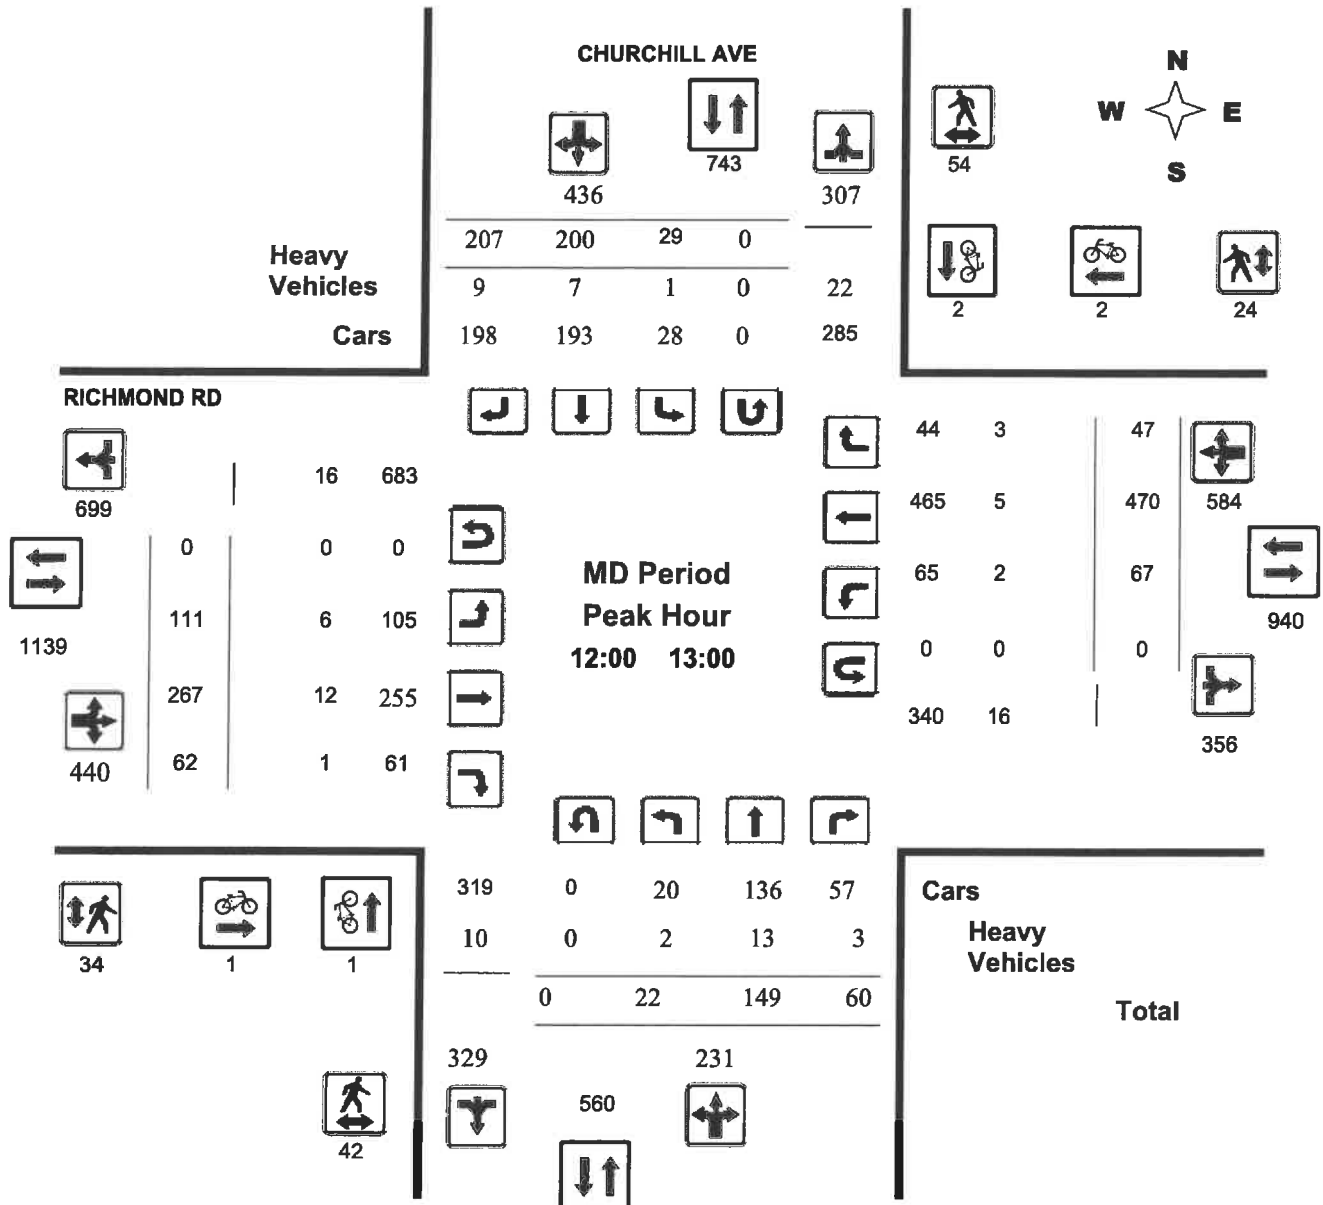 CHURCHILL AVE
N
W E
S
743
436
307
54
207 200 29 0
Heavy
Vehicles
9 7 1 0 22
Cars
198 193 28 0 285
2 2 24
RICHMOND RD
44 3 47
16 683
699
465 5 470 584
0 0 0
MD Period
Peak Hour
12:00 13:00
65 2 67
111 6 105
1139
940
0 0 0
267 12 255
340 16
356
440
62 1 61
319 0 20 136 57
Cars
10 0 2 13 3
Heavy
Vehicles
34 1 1
0 22 149 60
Total
329 231
560
42